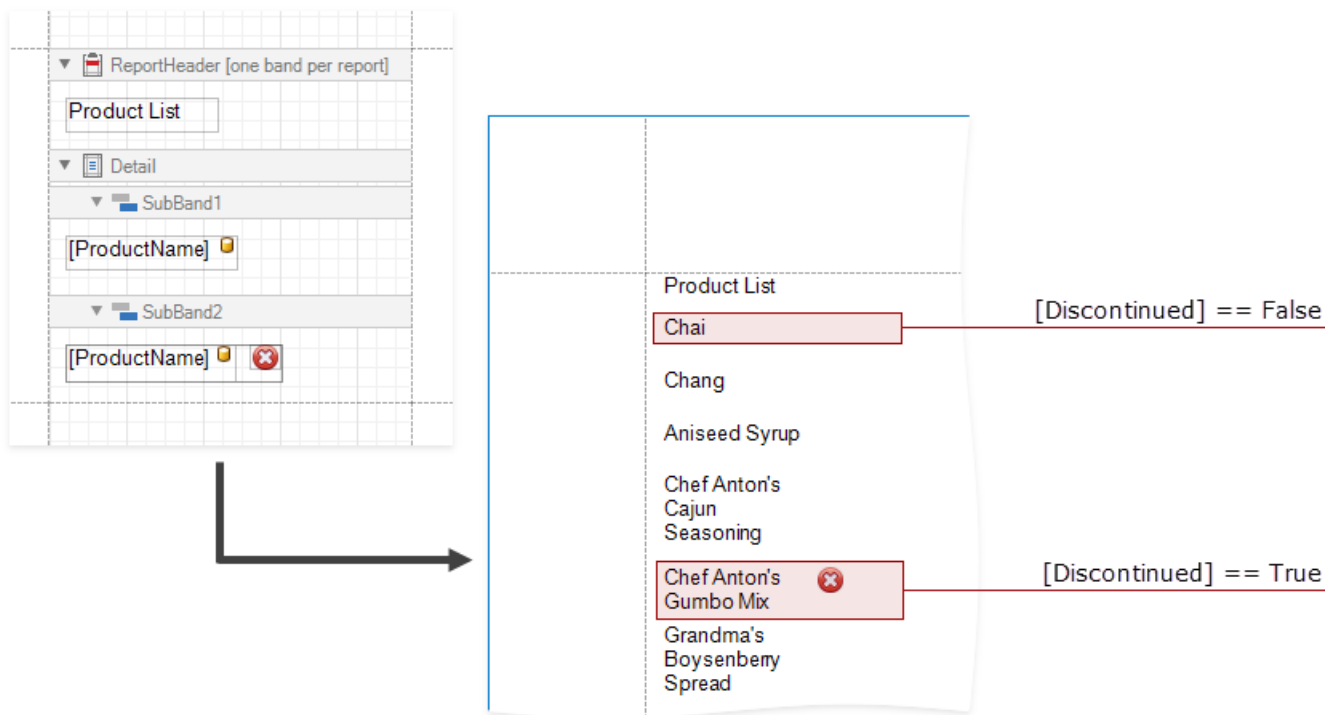 ReportHeader [one band per report]
Product List
Detail
SubBand1
[ProductName]
SubBand2
[ProductName]
Product List
Chai
[Discontinued] == False
Chang
Aniseed Syrup
Chef Anton's
Cajun
Seasoning
Chef Anton's
Gumbo Mix
[Discontinued] == True
Grandma's
Boysenberry
Spread